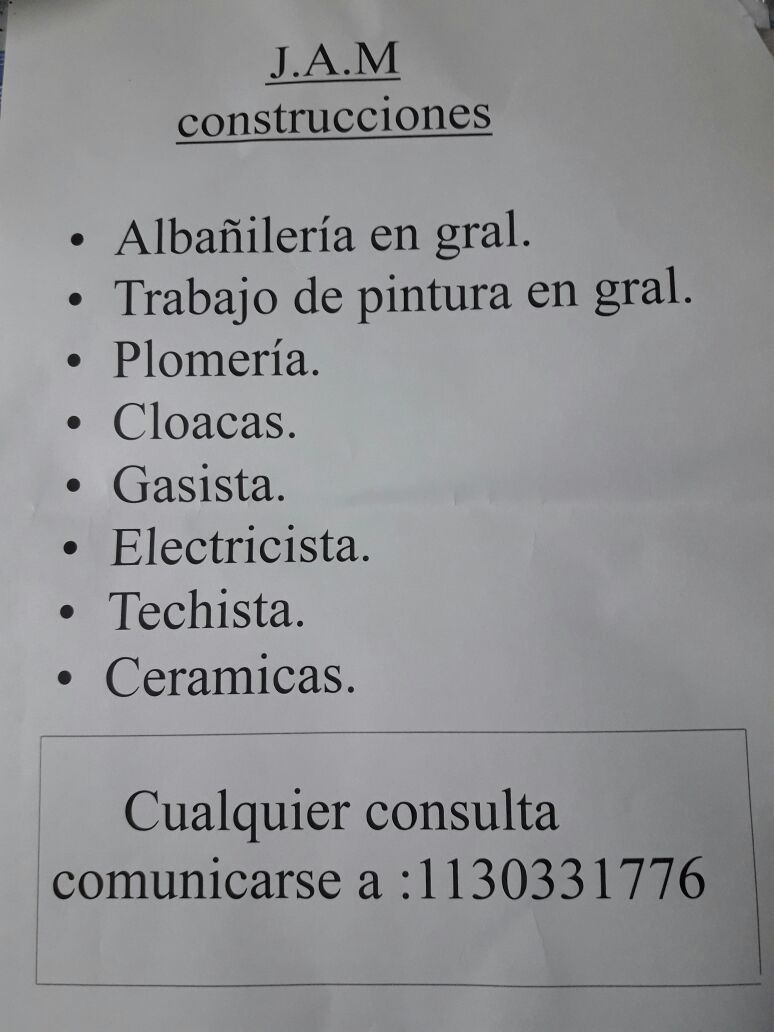 J.A.M
construcciones
• Albañilería en gral.
• Trabajo de pintura en gral.
• Plomería.
• Cloacas.
• Gasista.
• Electricista.
• Techista.
• Ceramicas.
Cualquier consulta
comunicarse a :1130331776